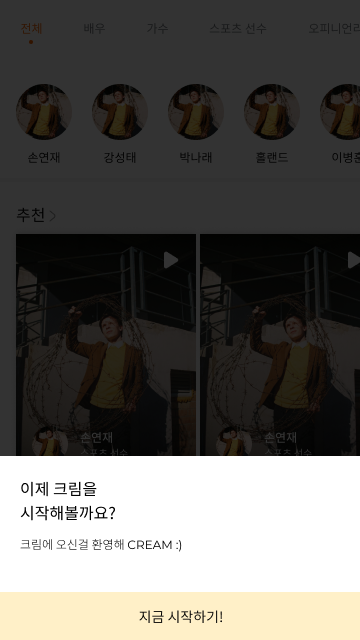 전체 배우 가수 스포츠 선수 오피니언리
손연재 강성태 박나래 홀랜드 이병헌
추천
손연재 손연재
스포츠 선수 스포츠 선수
이제 크림을
시작해볼까요?
크림에 오신걸 환영해 CREAM :)
지금 시작하기!